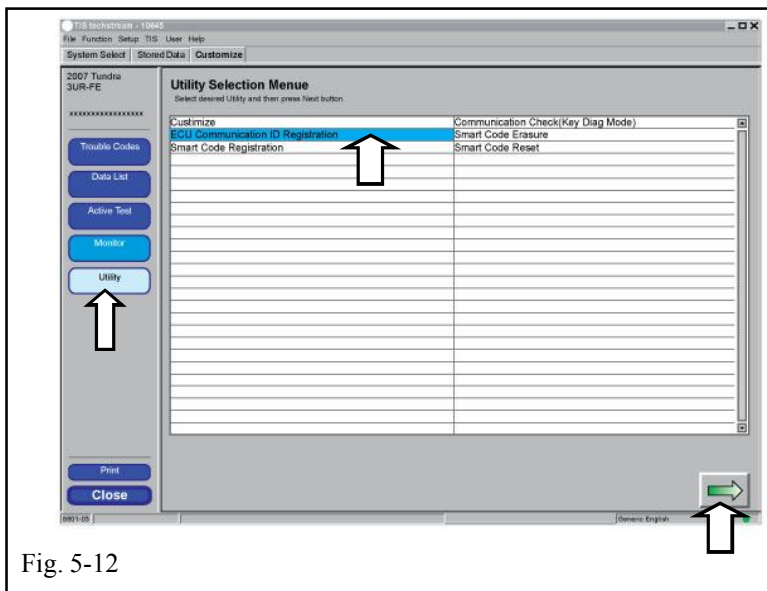 TIS techstream - 10645
File Function Setup TIS User Help
System Select Stored Data Customize
2007 Tundra
3UR-FE
xxxxxxxxxxxxxxxxx
Trouble Codes
Data List
Active Test
Monitor
Utility
Print
Close
Utility Selection Menue
Select desired Utility and then press Next button.
Custimize Communication Check(Key Diag Mode)
ECU Communication ID Registration Smart Code Erasure
Smart Code Registration Smart Code Reset
Generic English
Fig. 5-12